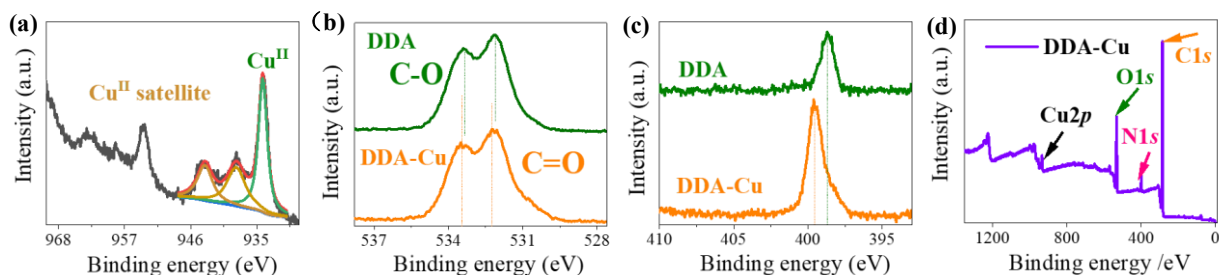 (a)
Cu^II
Cu^II satellite
Intensity (a.u.)
968 957 946 935
Binding energy (eV)
（b)
DDA
C-O
DDA-Cu
C=O
Intensity (a.u.)
537 534 531 528
Binding energy (eV)
(c)
DDA
DDA-Cu
Intensity (a.u.)
410 405 400 395
Binding energy (eV)
(d)
DDA-Cu
C1s
O1s
Cu2p
N1s
Intensity (a.u.)
1200 800 400 0
Binding energy /eV